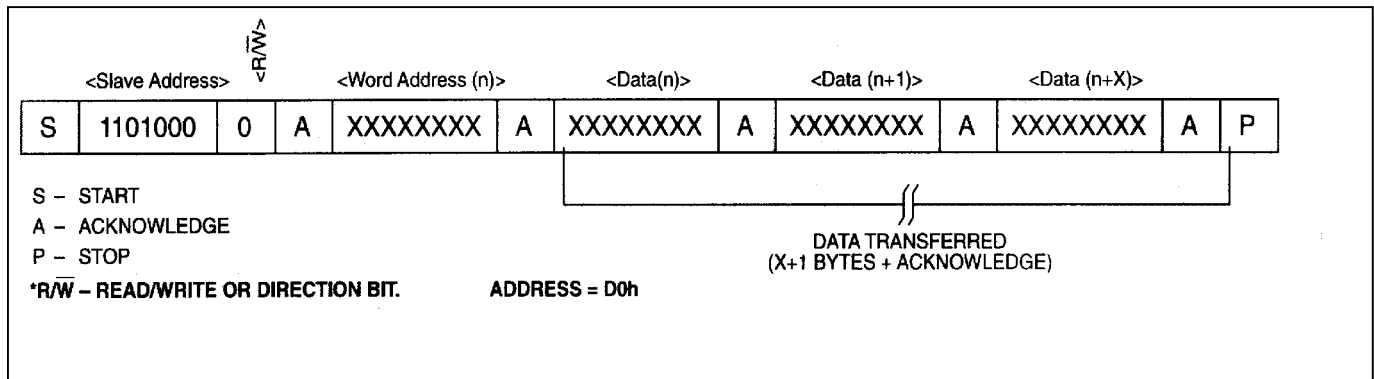 <R/W̅>
<Slave Address> <Word Address (n)> <Data(n)> <Data (n+1)> <Data (n+X)>
S 1101000 0 A XXXXXXXX A XXXXXXXX A XXXXXXXX A XXXXXXXX A P
S – START
A – ACKNOWLEDGE
P – STOP
DATA TRANSFERRED
(X+1 BYTES + ACKNOWLEDGE)
*R/W̅ – READ/WRITE OR DIRECTION BIT. ADDRESS = D0h